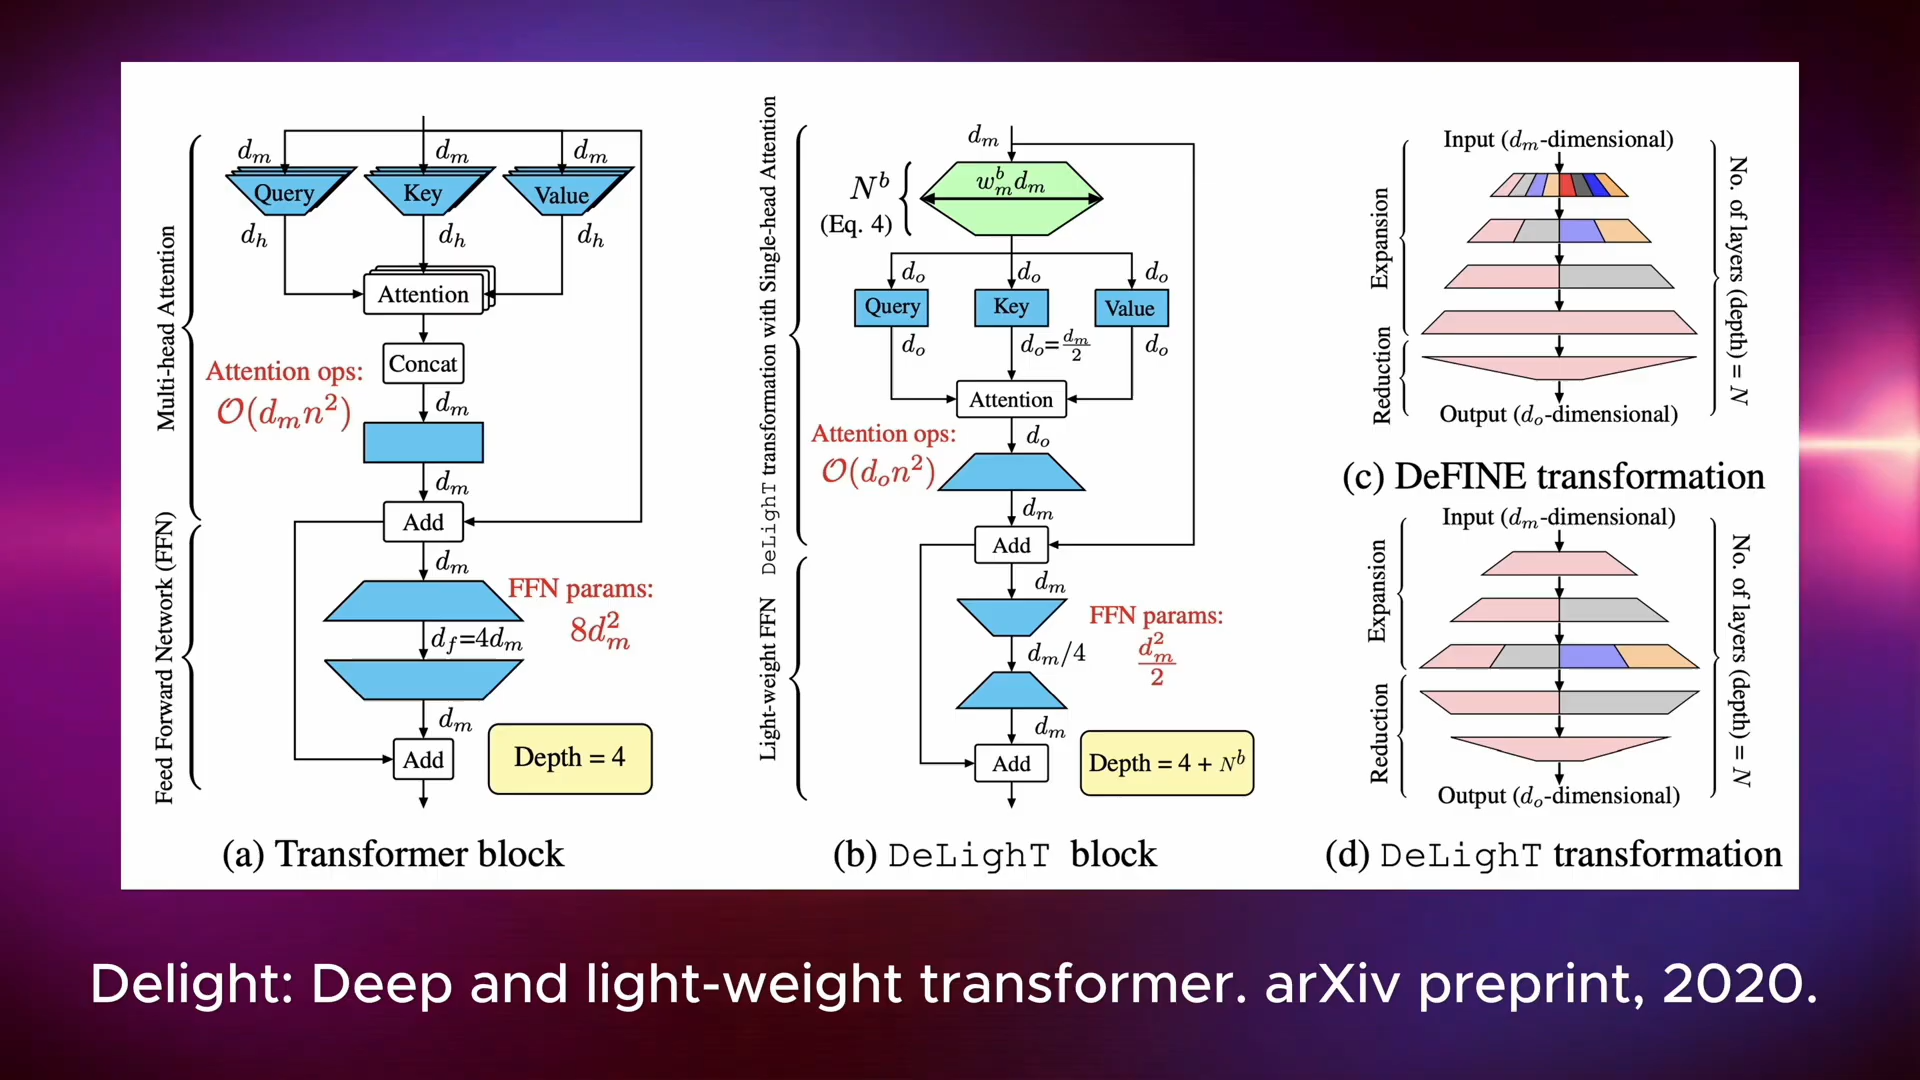 Multi-head Attention
Feed Forward Network (FFN)
d_m
d_m
d_m
Query
Key
Value
d_h
d_h
d_h
Attention
Concat
Attention ops:
O(d_m n^2)
d_m
d_m
Add
d_m
FFN params:
8d_m^2
d_f=4d_m
d_m
Add
Depth = 4
(a) Transformer block
DeLighT transformation with Single-head Attention
Light-weight FFN
d_m
N^b
(Eq. 4)
w_m^b d_m
d_o
d_o
d_o
Query
Key
Value
d_o
d_o=d_m/2
d_o
Attention
Attention ops:
O(d_o n^2)
d_o
d_m
Add
d_m
FFN params:
d_m^2/2
d_m/4
d_m
Add
Depth = 4 + N^b
(b) DeLighT block
Input (d_m-dimensional)
Expansion
Reduction
No. of layers (depth) = N
Output (d_o-dimensional)
(c) DeFINE transformation
Input (d_m-dimensional)
Expansion
Reduction
No. of layers (depth) = N
Output (d_o-dimensional)
(d) DeLighT transformation
Delight: Deep and light-weight transformer. arXiv preprint, 2020.